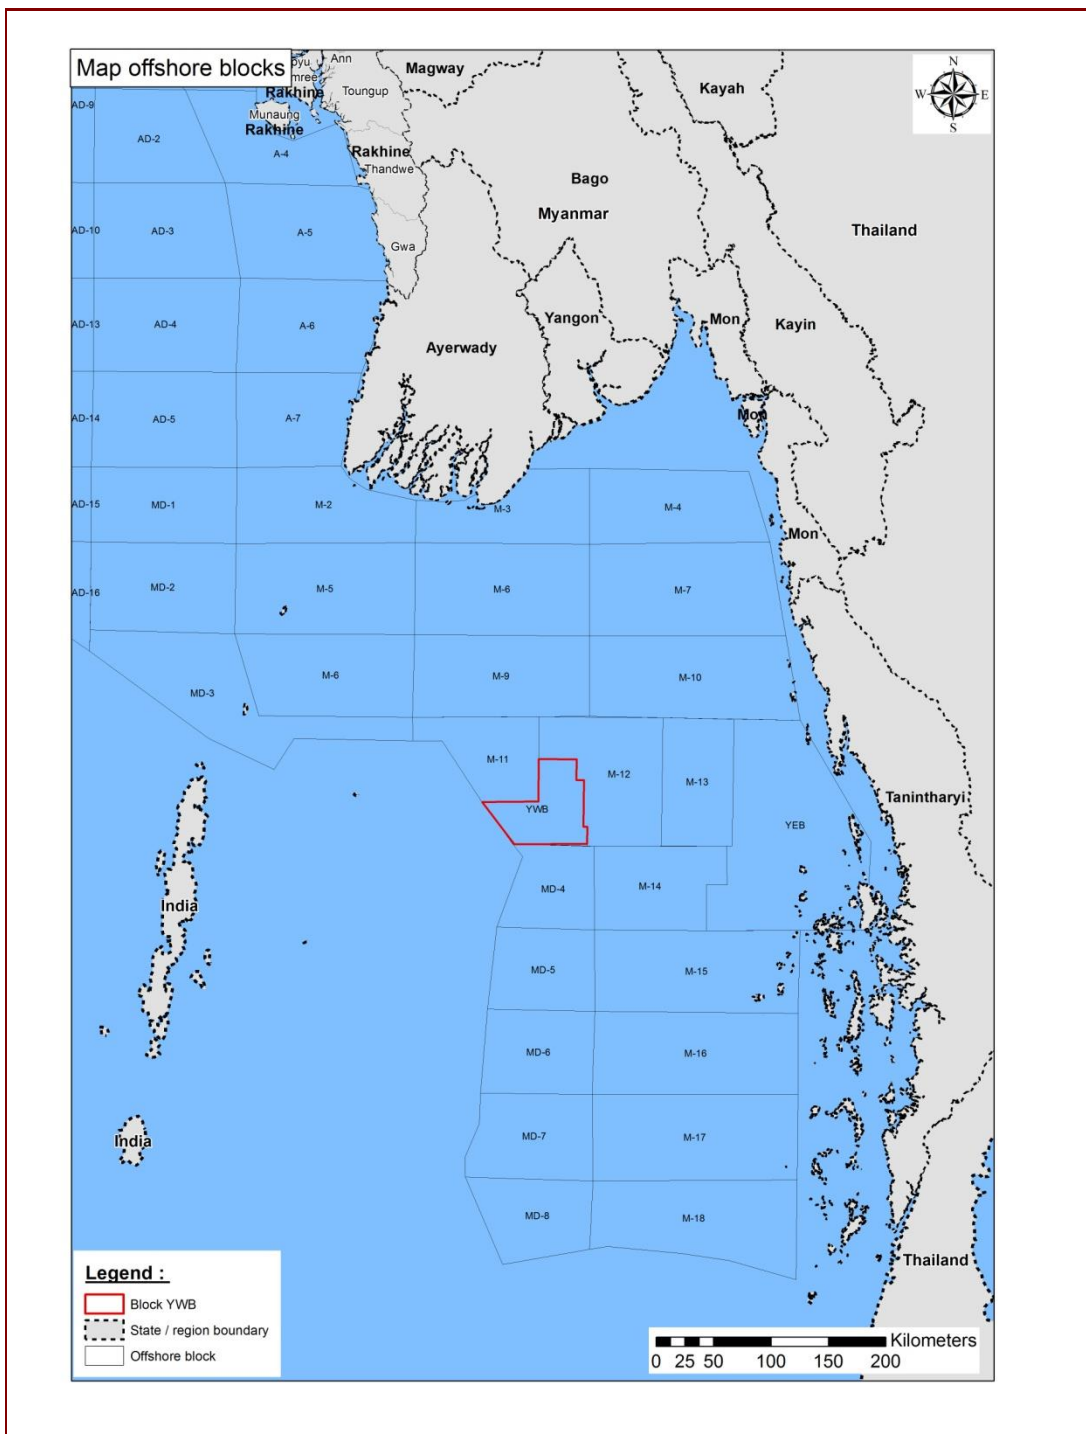 Map offshore blocks
Ann
Magway
N
Kayah
Toungup
W
E
AD-9
Rakhine
Munaung
S
AD-2
Rakhine
A-4
Rakhine
Thandwe
Bago
Myanmar
AD-10
AD-3
A-5
Thailand
Gwa
AD-13
AD-4
A-6
Yangon
Mon
Kayin
Ayerwady
AD-14
AD-5
A-7
Mon
AD-15
MD-1
M-2
M-3
M-4
Mon
AD-16
MD-2
M-5
M-6
M-7
MD-3
M-6
M-9
M-10
M-11
M-12
M-13
Tanintharyi
YWB
YEB
India
MD-4
M-14
MD-5
M-15
MD-6
M-16
India
MD-7
M-17
MD-8
M-18
Thailand
Legend :
Block YWB
State / region boundary
Offshore block
Kilometers
0 25 50 100 150 200